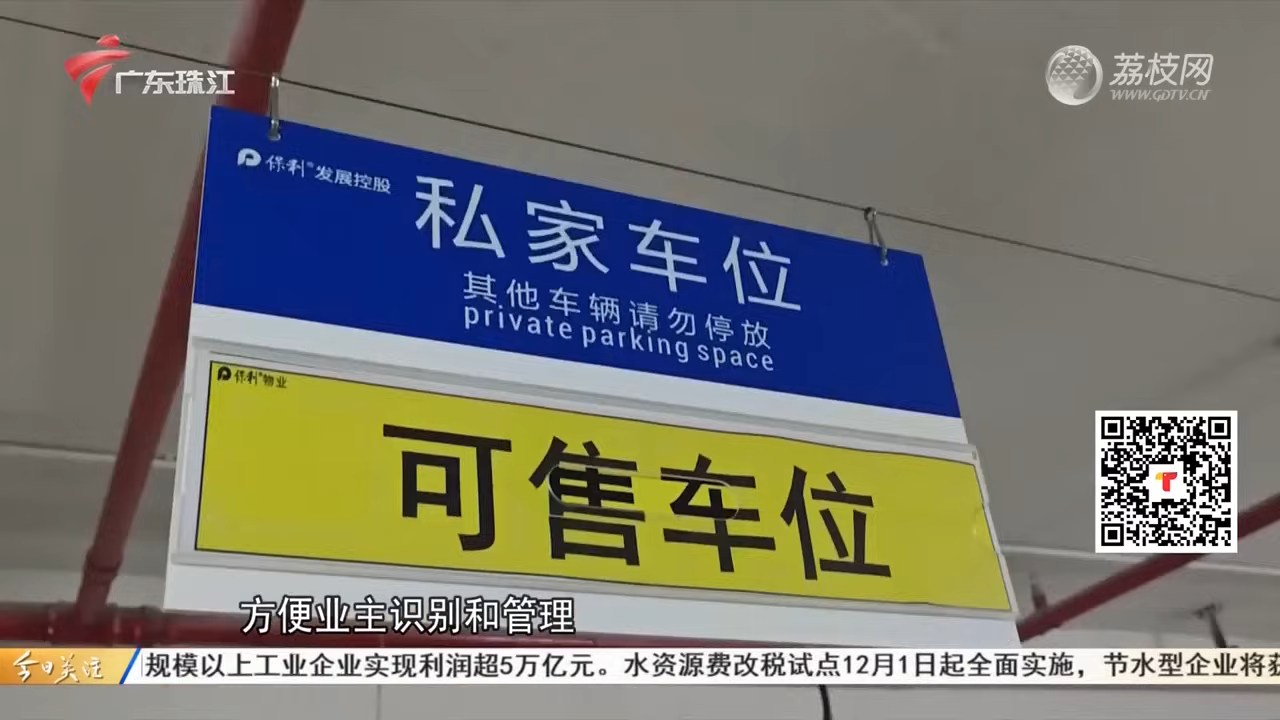 广东珠江
荔枝网
WWW.GDTV.CN
保利®发展控股
私家车位
其他车辆请勿停放
private parking space
保利®物业
可售车位
方便业主识别和管理
今日关注
规模以上工业企业实现利润超5万亿元。水资源费改税试点12月1日起全面实施，节水型企业将获